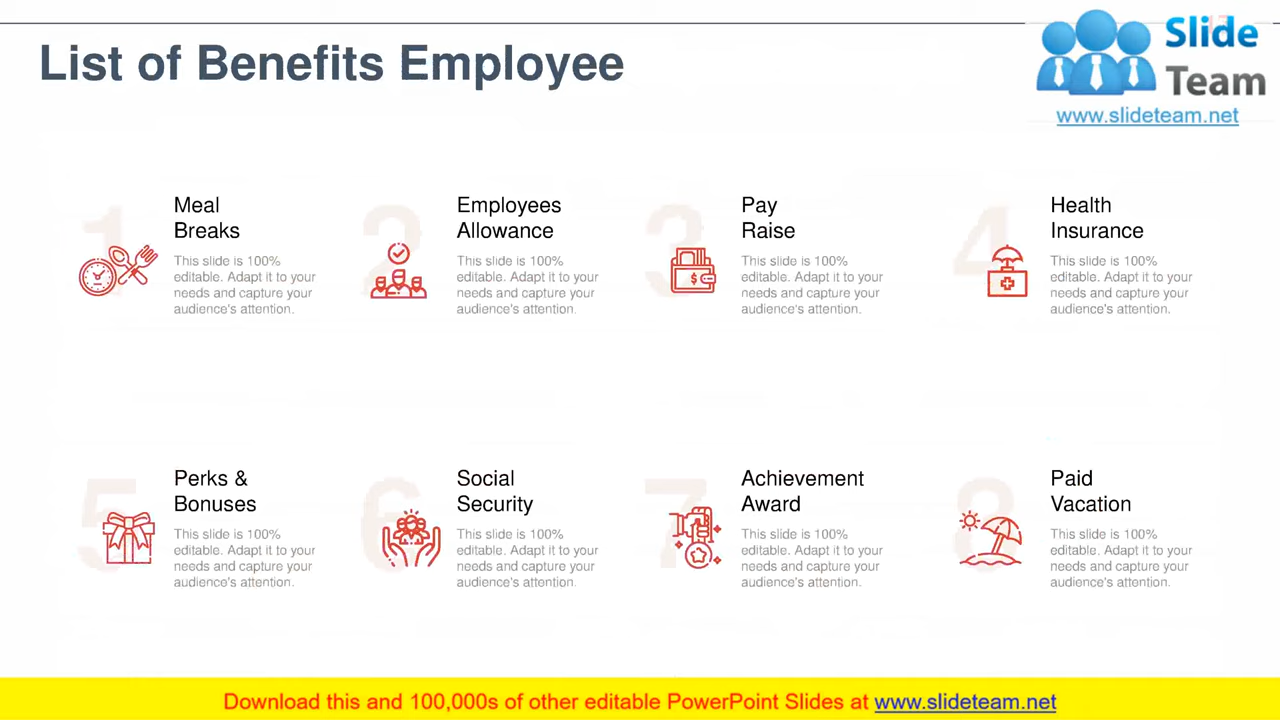 List of Benefits Employee
Slide
Team
www.slideteam.net
1
Meal
Breaks
This slide is 100%
editable. Adapt it to your
needs and capture your
audience's attention.
2
Employees
Allowance
This slide is 100%
editable. Adapt it to your
needs and capture your
audience's attention.
3
Pay
Raise
This slide is 100%
editable. Adapt it to your
needs and capture your
audience's attention.
$
4
Health
Insurance
This slide is 100%
editable. Adapt it to your
needs and capture your
audience's attention.
5
Perks &
Bonuses
This slide is 100%
editable. Adapt it to your
needs and capture your
audience's attention.
6
Social
Security
This slide is 100%
editable. Adapt it to your
needs and capture your
audience's attention.
7
Achievement
Award
This slide is 100%
editable. Adapt it to your
needs and capture your
audience's attention.
8
Paid
Vacation
This slide is 100%
editable. Adapt it to your
needs and capture your
audience's attention.
Download this and 100,000s of other editable PowerPoint Slides at www.slideteam.net